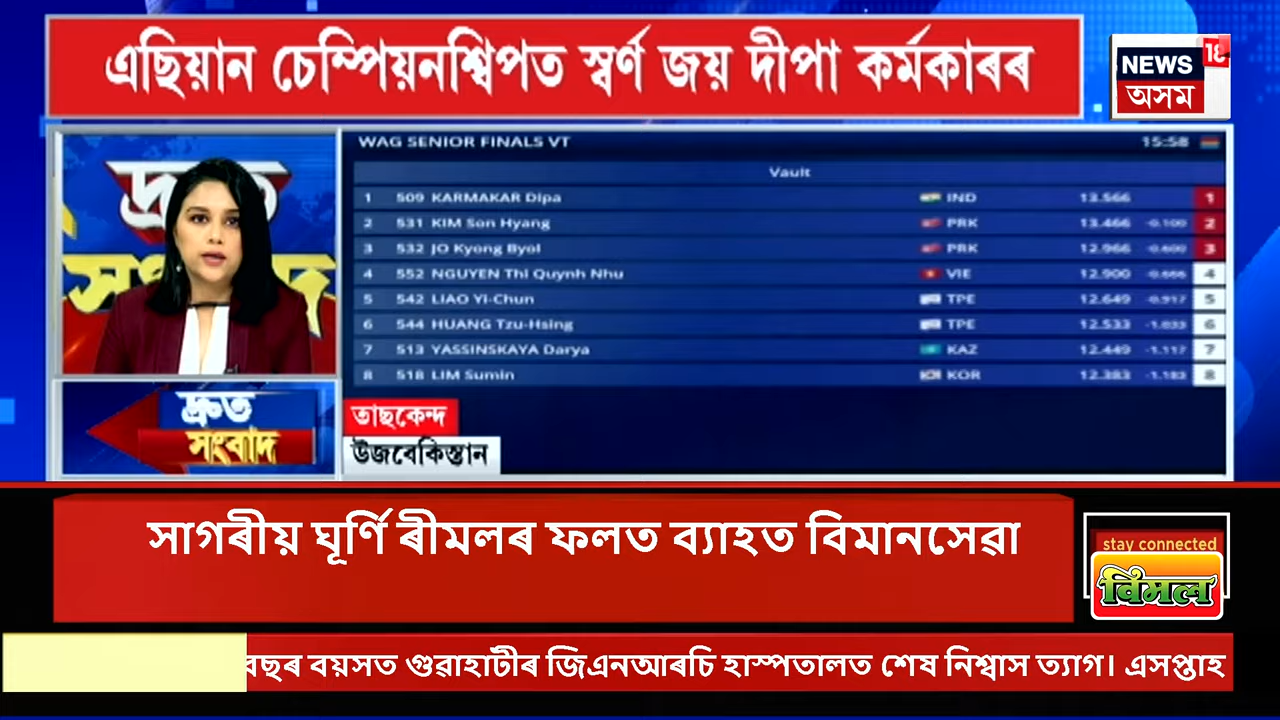 এছিয়ান চেম্পিয়নশ্বিপত স্বৰ্ণ জয় দীপা কৰ্মকাৰৰ
NEWS 18
অসম
দ্ৰুত
সংবাদ
WAG SENIOR FINALS VT 15:58
Vault
1 509 KARMAKAR Dipa IND 13.566 1
2 531 KIM Son Hyang PRK 13.466 -0.100 2
3 532 JO Kyong Byol PRK 12.966 -0.600 3
4 552 NGUYEN Thi Quynh Nhu VIE 12.900 -0.666 4
5 542 LIAO Yi-Chun TPE 12.649 -0.917 5
6 544 HUANG Tzu-Hsing TPE 12.533 -1.033 6
7 513 YASSINSKAYA Darya KAZ 12.449 -1.117 7
8 518 LIM Sumin KOR 12.383 -1.183 8
দ্ৰুত
সংবাদ
তাছকেন্দ
উজবেকিস্তান
সাগৰীয় ঘূৰ্ণি ৰীমলৰ ফলত ব্যাহত বিমানসেৱা
stay connected
বিমল
বছৰ বয়সত গুৱাহাটীৰ জিএনআৰচি হাস্পতালত শেষ নিশ্বাস ত্যাগ। এসপ্তাহ